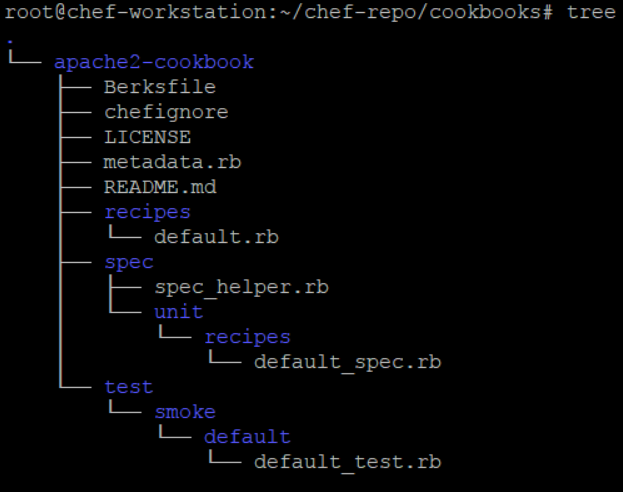 root@chef-workstation:~/chef-repo/cookbooks# tree
.
└── apache2-cookbook
    ├── Berksfile
    ├── chefignore
    ├── LICENSE
    ├── metadata.rb
    ├── README.md
    ├── recipes
    │   └── default.rb
    ├── spec
    │   ├── spec_helper.rb
    │   └── unit
    │       └── recipes
    │           └── default_spec.rb
    └── test
        └── smoke
            └── default
                └── default_test.rb